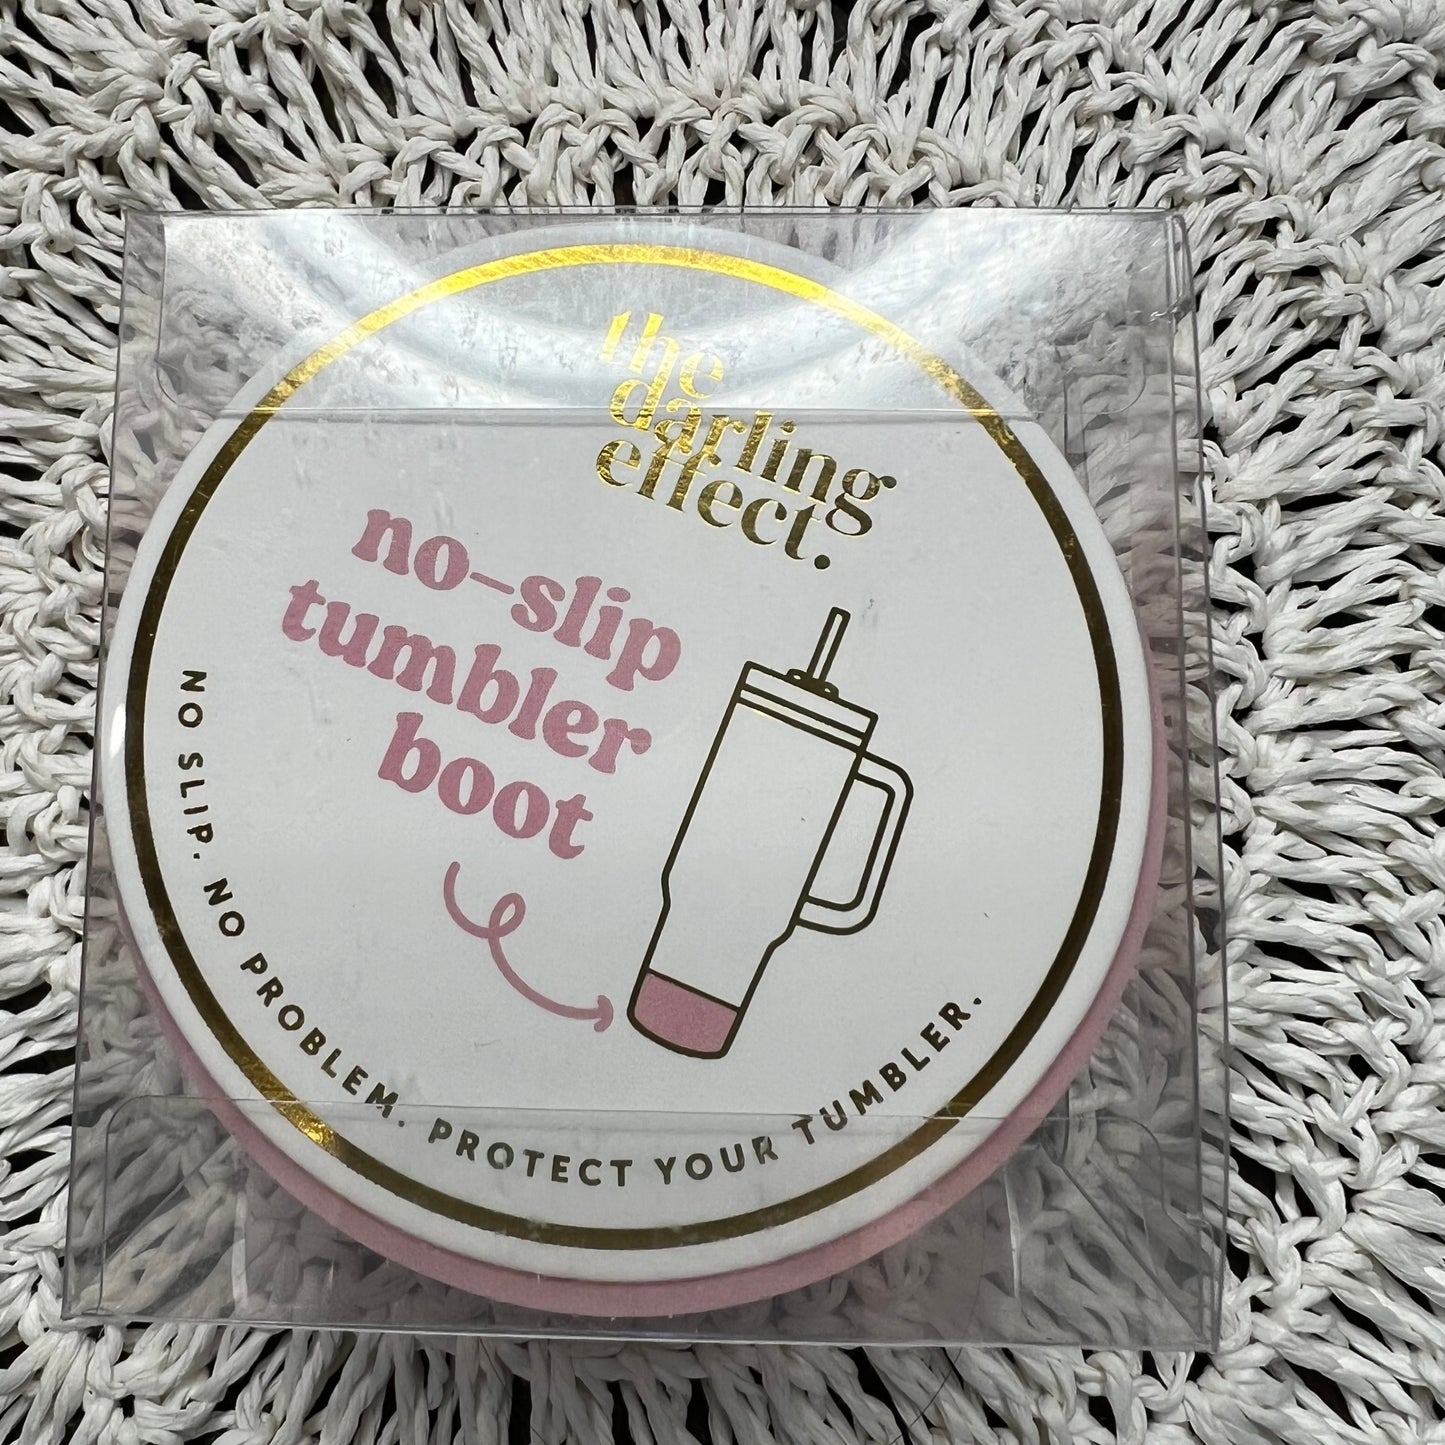 the
darling
effect.
no-slip
tumbler
boot
NO SLIP. NO PROBLEM. PROTECT YOUR TUMBLER.